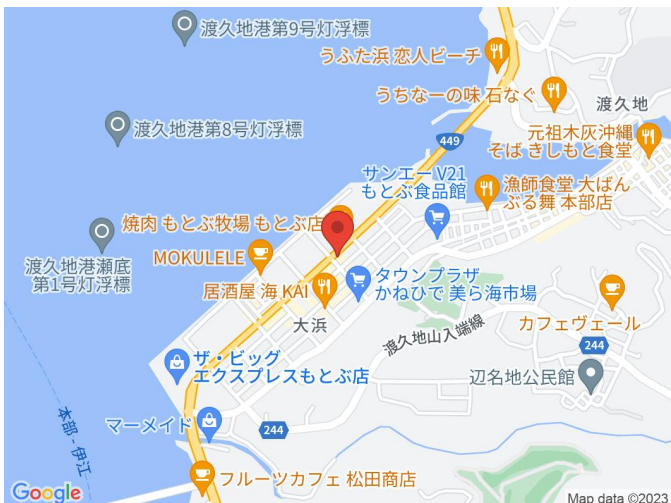 渡久地港第9号灯浮標
うふた浜 恋人ビーチ
うちなーの味 石なぐ
渡久地
渡久地港第8号灯浮標
449
元祖木灰沖縄
そば きしもと食堂
サンエー V21
もとぶ食品館
漁師食堂 大ばん
ぶる舞 本部店
焼肉 もとぶ牧場 もとぶ店
渡久地港瀬底
第1号灯浮標
MOKULELE
タウンプラザ
かねひで 美ら海市場
居酒屋 海 KAI
大浜
カフェヴェール
渡久地山入端線
244
ザ・ビッグ
エクスプレスもとぶ店
辺名地公民館
本部 - 伊江
マーメイド
244
フルーツカフェ 松田商店
Google
Map data ©2023